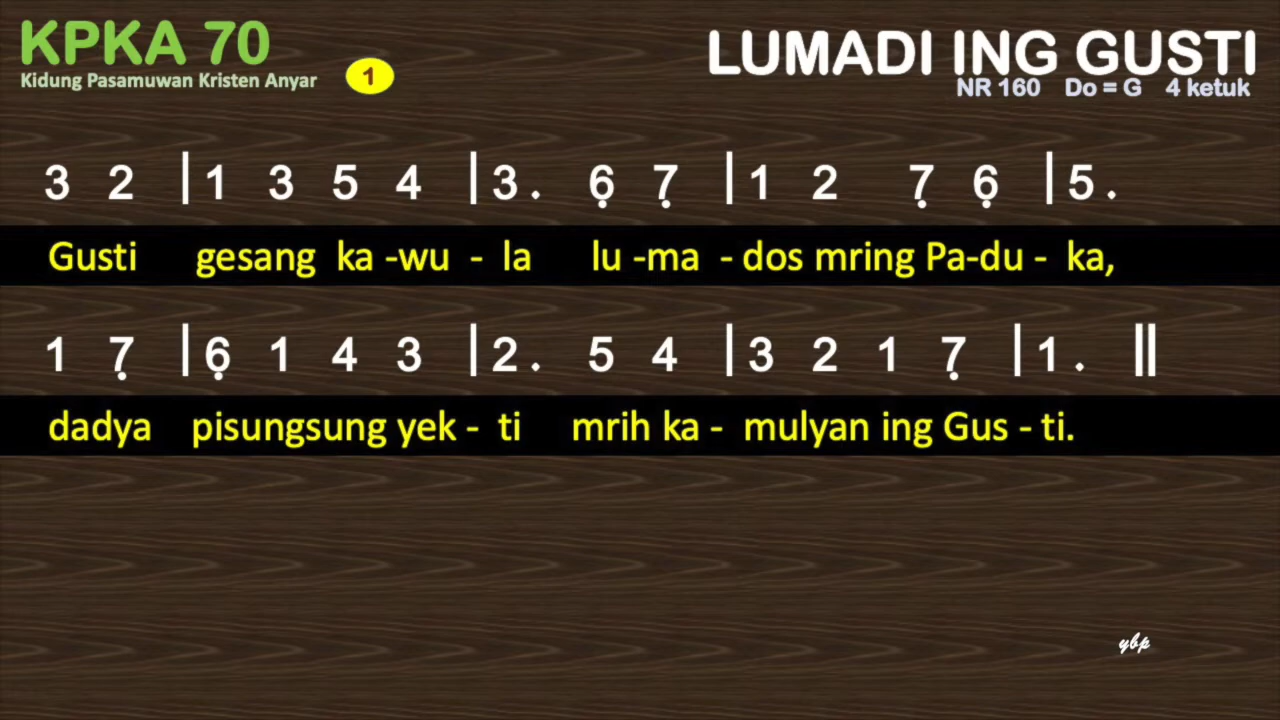 KPKA 70
Kidung Pasamuwan Kristen Anyar
1
LUMADI ING GUSTI
NR 160 Do = G 4 ketuk
3 2 | 1 3 5 4 | 3 . 6̣ 7̣ | 1 2 7̣ 6̣ | 5 .
Gusti gesang ka -wu - la lu -ma - dos mring Pa-du - ka,
1 7̣ | 6̣ 1 4 3 | 2 . 5 4 | 3 2 1 7̣ | 1 . ||
dadya pisungsung yek - ti mrih ka - mulyan ing Gus - ti.
ybp